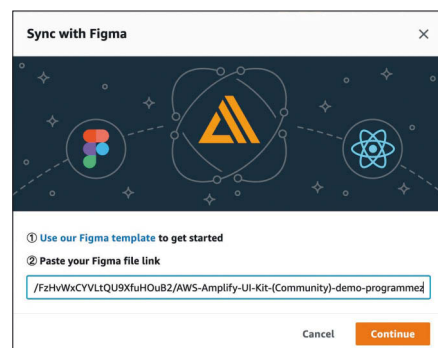 Sync with Figma
① Use our Figma template to get started
② Paste your Figma file link
/FzHvWxCYVLtQU9XfuHOuB2/AWS-Amplify-UI-Kit-(Community)-demo-programmez
Cancel Continue